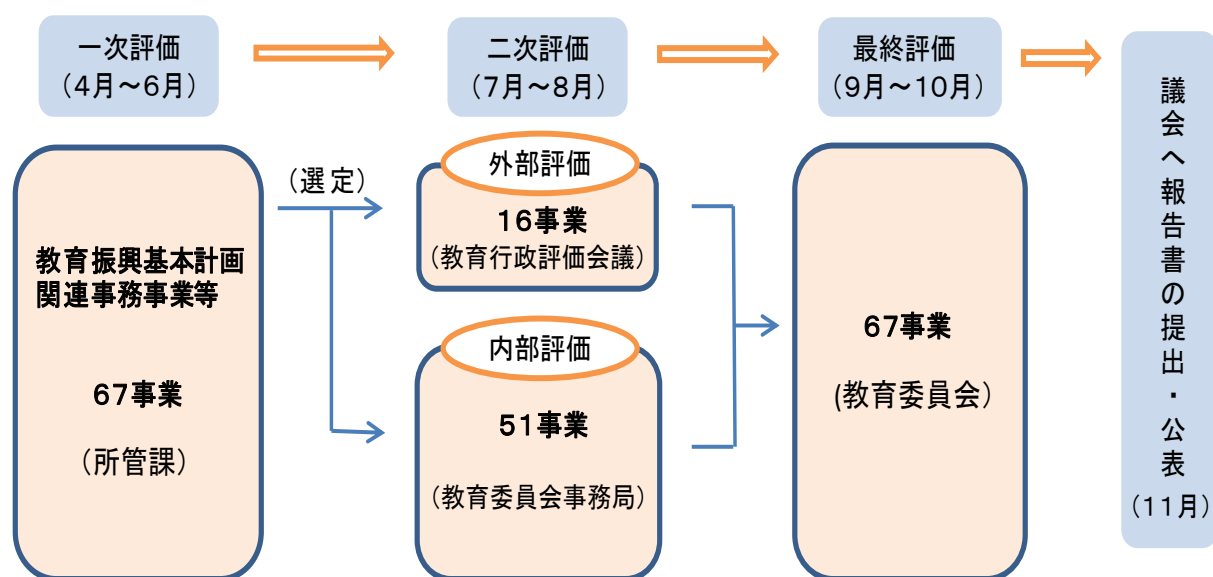 一次評価
(4月~6月)
二次評価
(7月~8月)
最終評価
(9月~10月)
教育振興基本計画
関連事務事業等
67事業
(所管課)
(選定)
外部評価
16事業
(教育行政評価会議)
内部評価
51事業
(教育委員会事務局)
67事業
(教育委員会)
議会へ報告書の提出・公表
(11月)